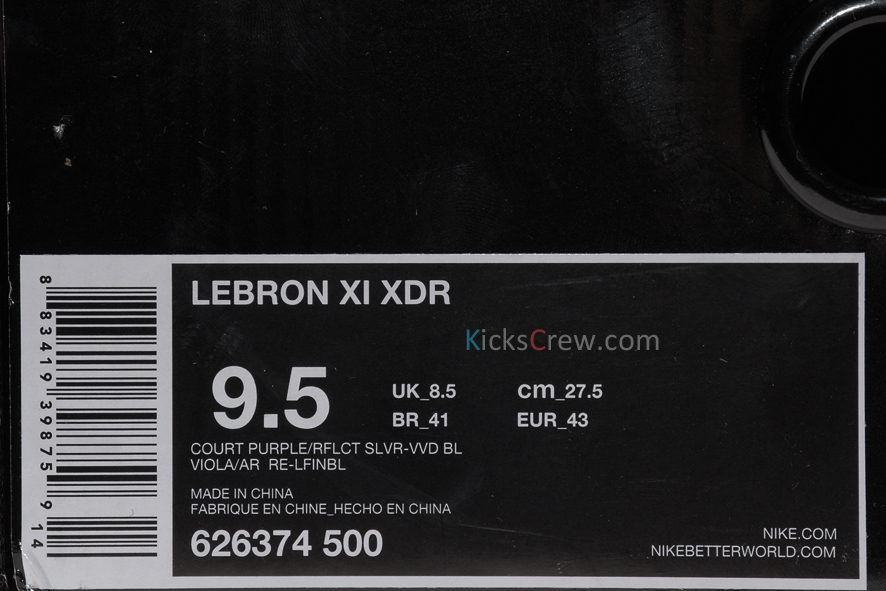 LEBRON XI XDR
KicksCrew.com
9.5
UK_8.5 cm_27.5
BR_41 EUR_43
COURT PURPLE/RFLCT SLVR-VVD BL
VIOLA/AR RE-LFINBL
MADE IN CHINA
FABRIQUE EN CHINE_HECHO EN CHINA
626374 500
NIKE.COM
NIKEBETTERWORLD.COM
8 83419 39875 9 14